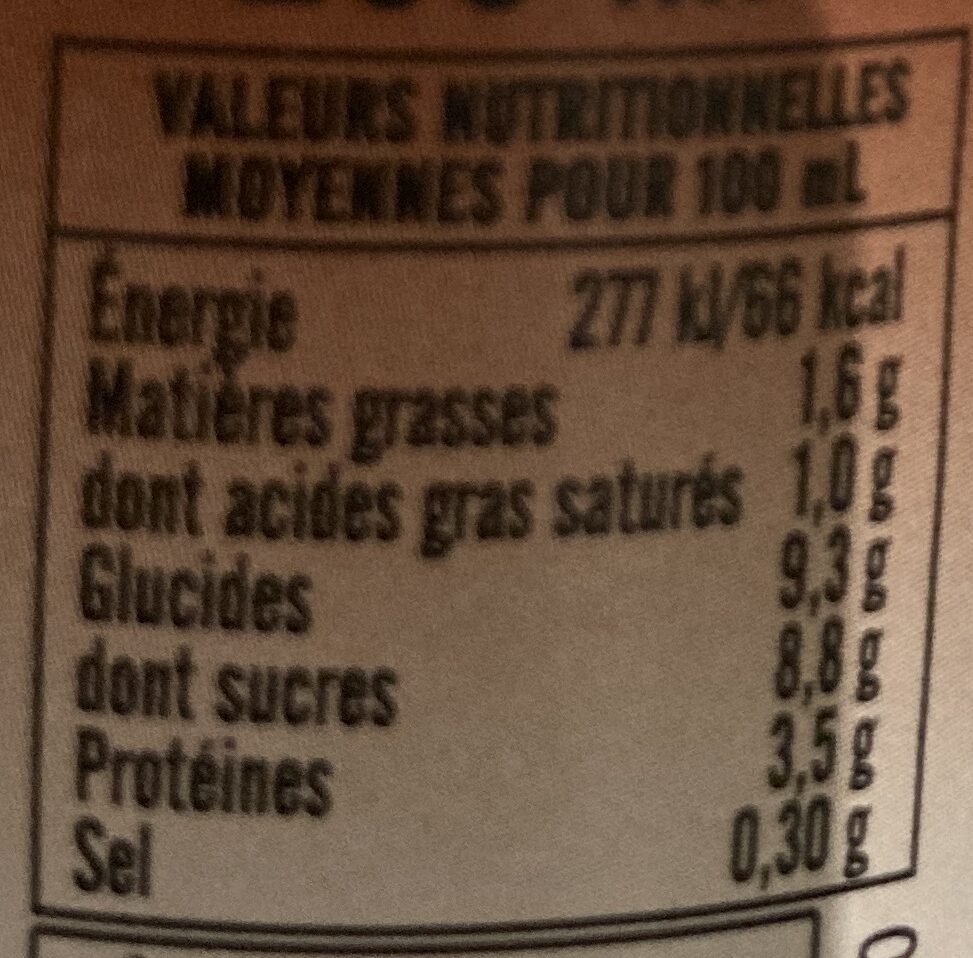 VALEURS NUTRITIONNELLES
MOYENNES POUR 100 mL
Énergie 277 kJ/66 kcal
Matières grasses 1,6 g
dont acides gras saturés 1,0 g
Glucides 9,3 g
dont sucres 8,8 g
Protéines 3,5 g
Sel 0,30 g